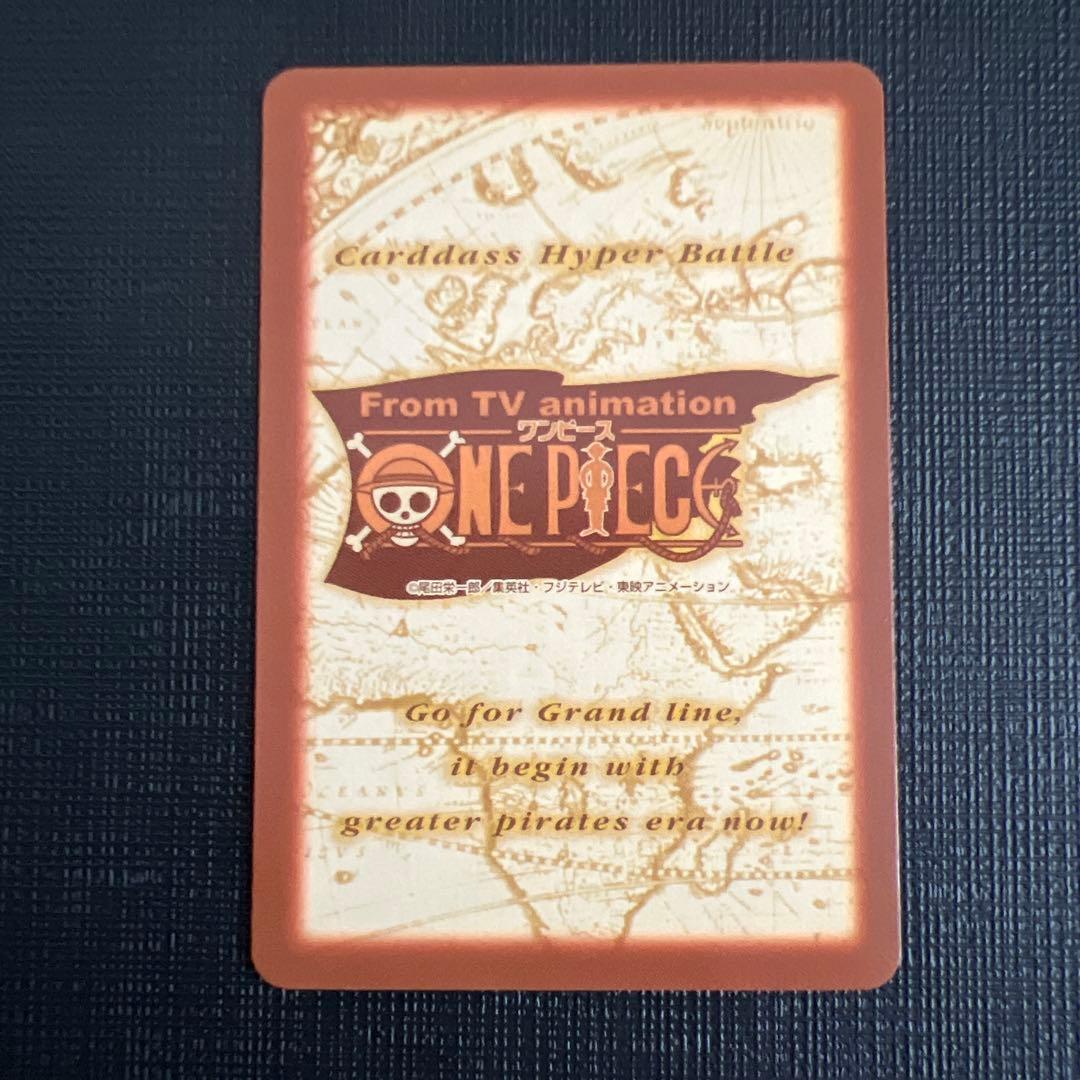 Septentrio
Carddass Hyper Battle
From TV animation
ワンピース
ONE PIECE
©尾田栄一郎／集英社・フジテレビ・東映アニメーション
Go for Grand line,
it begin with
greater pirates era now!